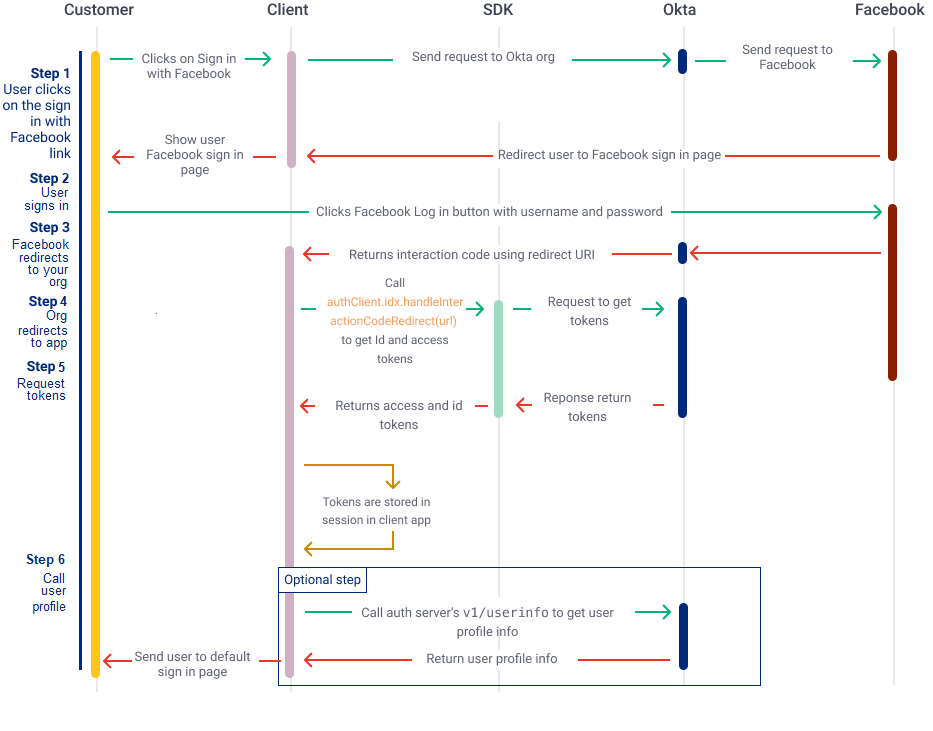 Customer
Client
SDK
Okta
Facebook
Step 1
User clicks
on the sign
in with
Facebook
link
Clicks on Sign in
with Facebook
Send request to Okta org
Send request to
Facebook
Show user
Facebook sign in
page
Redirect user to Facebook sign in page
Step 2
User
signs in
Clicks Facebook Log in button with username and password
Step 3
Facebook
redirects
to your
org
Returns interaction code using redirect URI
Step 4
Org
redirects
to app
Call
authClient.idx.handleInter
actionCodeRedirect(url)
to get Id and access
tokens
Request to get
tokens
Step 5
Request
tokens
Returns access and id
tokens
Reponse return
tokens
Tokens are stored in
session in client app
Step 6
Call
user
profile
Optional step
Call auth server's v1/userinfo to get user
profile info
Send user to default
sign in page
Return user profile info